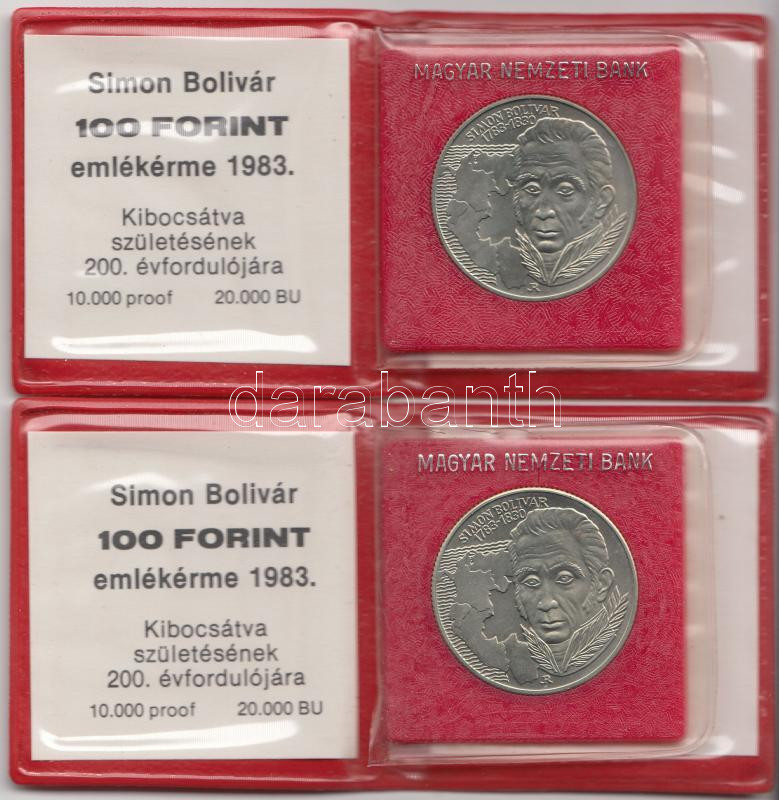 Simon Bolivár
100 FORINT
emlékérme 1983.
Kibocsátva
születésének
200. évfordulójára
10.000 proof 20.000 BU
MAGYAR NEMZETI BANK
SIMON BOLIVAR
1783-1830
darabanth
Simon Bolivár
100 FORINT
emlékérme 1983.
Kibocsátva
születésének
200. évfordulójára
10.000 proof 20.000 BU
MAGYAR NEMZETI BANK
SIMON BOLIVAR
1783-1830